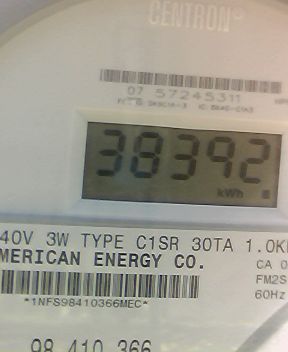 CENTRON®
07 57245311
38392
kWh
40V 3W TYPE C1SR 30TA 1.0K
MERICAN ENERGY CO.
CA 0
FM2S
60Hz
*1NFS98410366MEC*
98 410 366